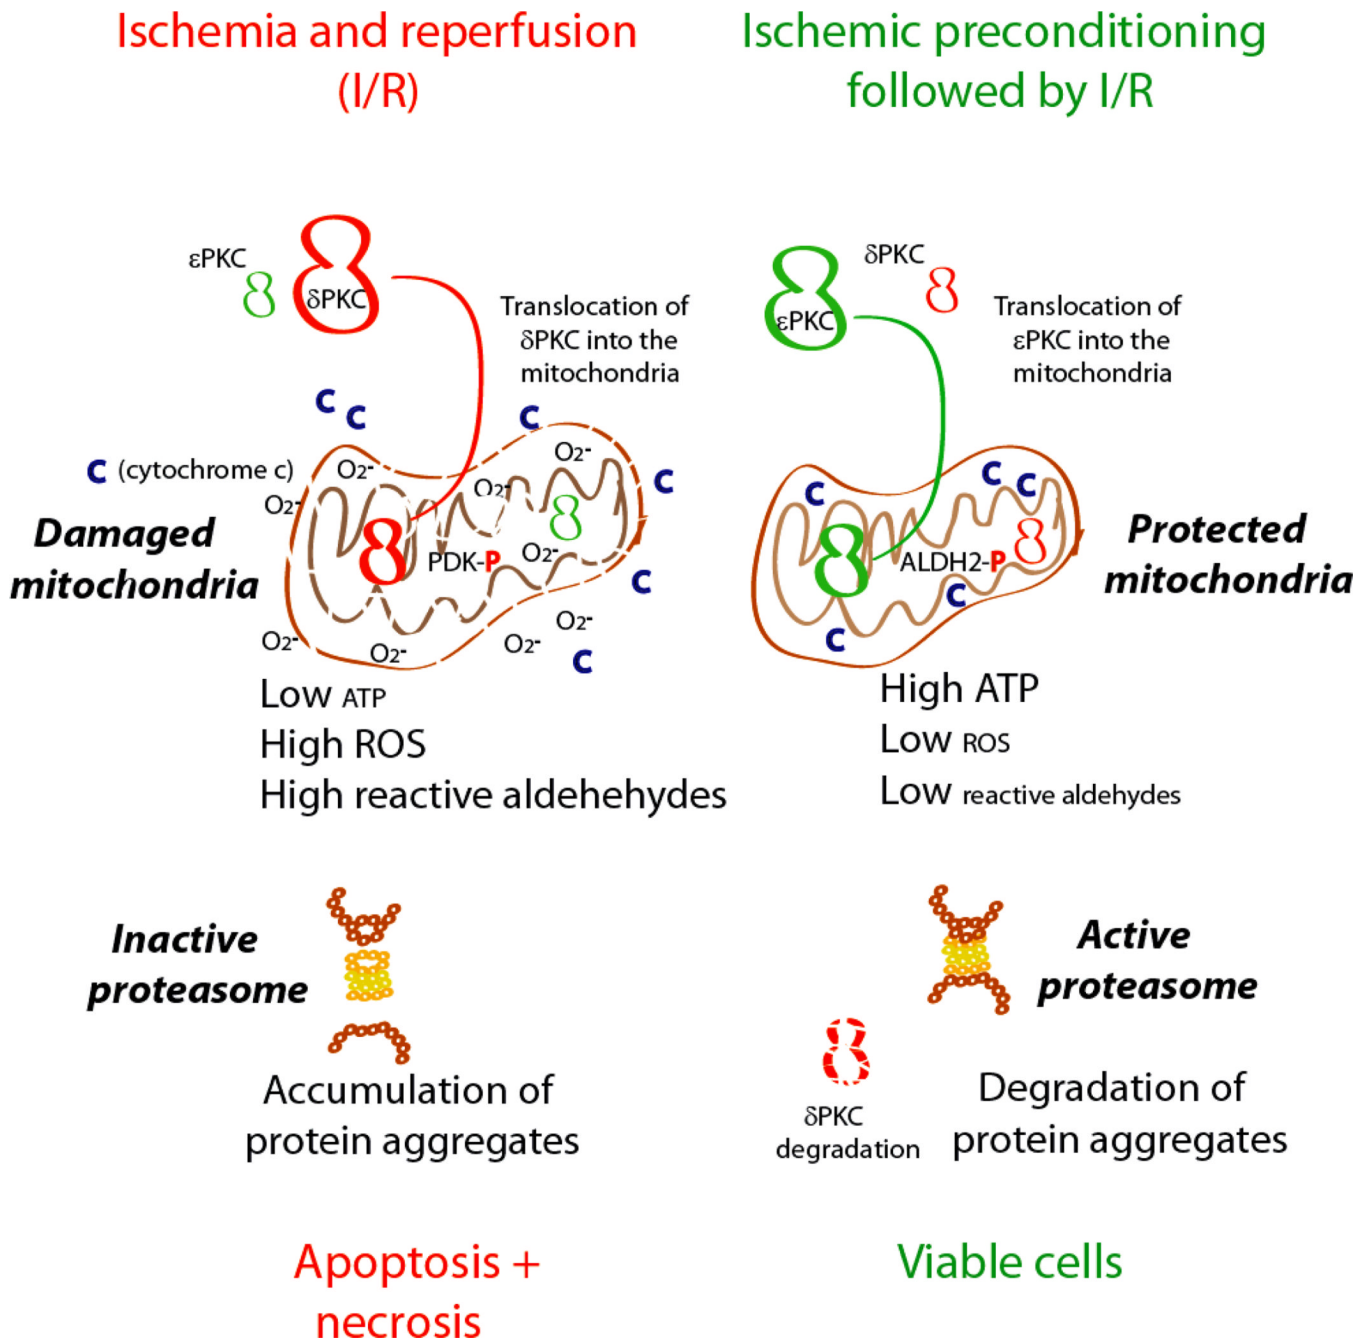 Ischemia and reperfusion
(I/R)
εPKC
δPKC
Translocation of
δPKC into the
mitochondria
C
C
C
C (cytochrome c)
C
C
C
O2-
O2-
O2-
O2-
O2-
O2-
O2-
O2-
O2-
PDK-P
Damaged
mitochondria
Low ATP
High ROS
High reactive aldehehydes
Inactive
proteasome
Accumulation of
protein aggregates
Apoptosis +
necrosis
Ischemic preconditioning
followed by I/R
εPKC
δPKC
Translocation of
εPKC into the
mitochondria
C
C
C
C
C
ALDH2-P
Protected
mitochondria
High ATP
Low ROS
Low reactive aldehydes
Active
proteasome
δPKC
degradation
Degradation of
protein aggregates
Viable cells